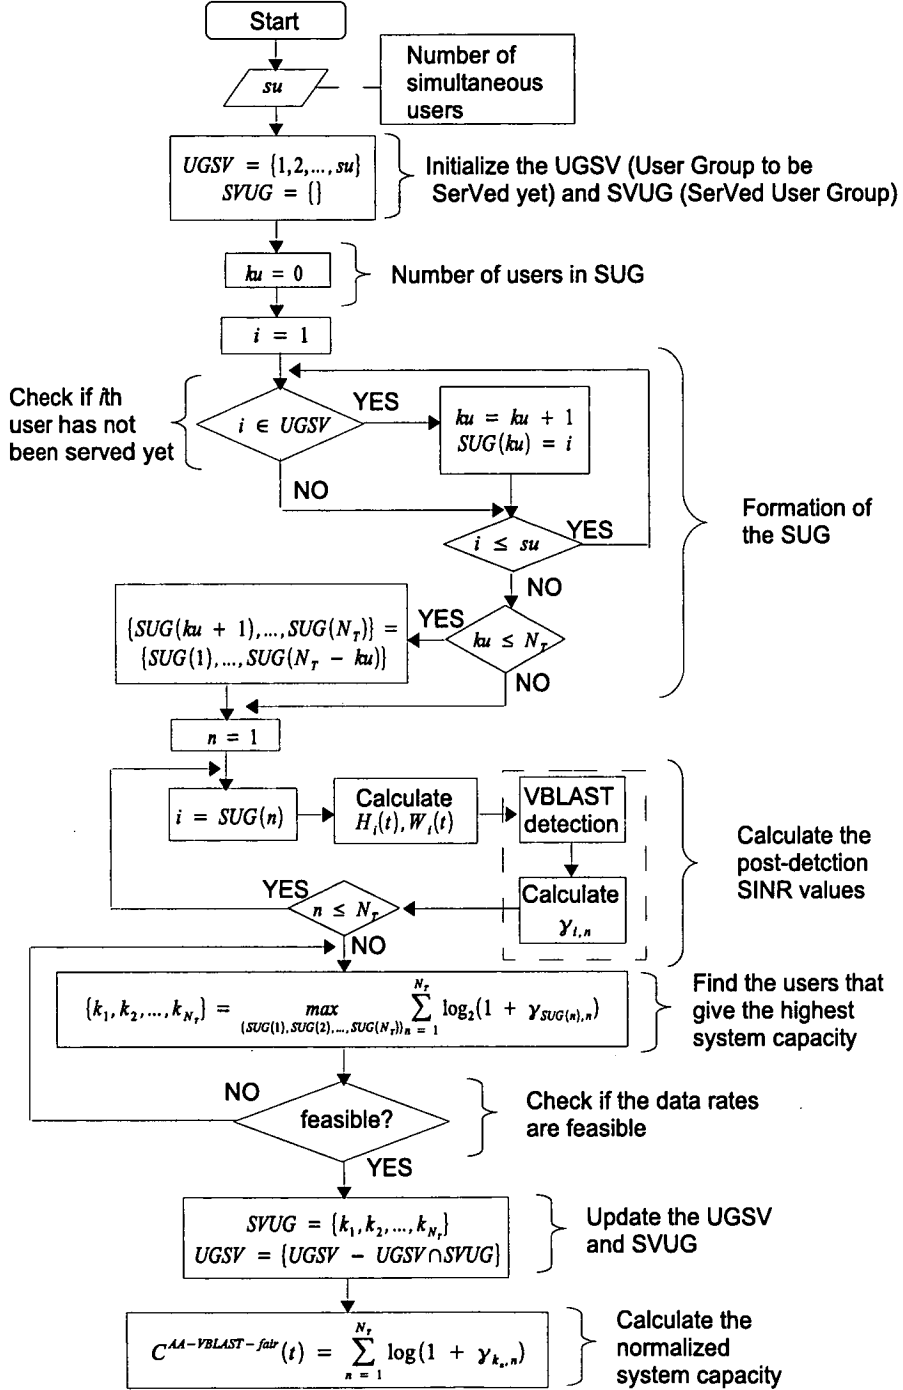 Start
su
Number of
simultaneous
users
UGSV = {1,2,...,su}
SVUG = {}
Initialize the UGSV (User Group to be
SerVed yet) and SVUG (SerVed User Group)
ku = 0
Number of users in SUG
i = 1
Check if ith
user has not
been served yet
i ∈ UGSV
YES
NO
ku = ku + 1
SUG(ku) = i
i ≤ su
YES
NO
Formation of
the SUG
{SUG(ku + 1),...,SUG(N_T)} =
{SUG(1),...,SUG(N_T - ku)}
YES
ku ≤ N_T
NO
n = 1
i = SUG(n)
Calculate
H_i(t),W_i(t)
VBLAST
detection
Calculate
γ_{i,n}
Calculate the
post-detction
SINR values
YES
n ≤ N_T
NO
{k_1,k_2,...,k_{N_T}} = max_{{SUG(1),SUG(2),...,SUG(N_T)}} ∑_{n = 1}^{N_T} log_2(1 + γ_{SUG(n),n})
Find the users that
give the highest
system capacity
NO
feasible?
YES
Check if the data rates
are feasible
SVUG = {k_1,k_2,...,k_{N_T}}
UGSV = {UGSV - UGSV∩SVUG}
Update the UGSV
and SVUG
C^{AA-VBLAST-fair}(t) = ∑_{n = 1}^{N_T} log(1 + γ_{k_n,n})
Calculate the
normalized
system capacity